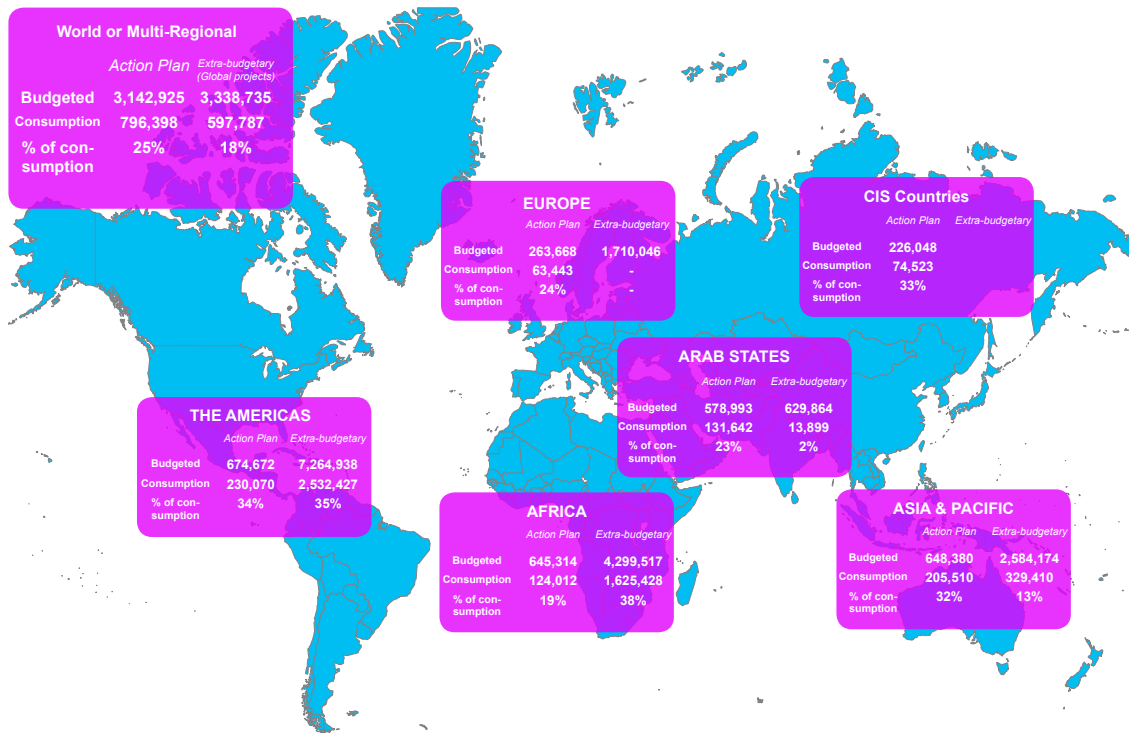 World or Multi-Regional
Action Plan Extra-budgetary
(Global projects)
Budgeted 3,142,925 3,338,735
Consumption 796,398 597,787
% of con- 25% 18%
sumption
EUROPE
Action Plan Extra-budgetary
Budgeted 263,668 1,710,046
Consumption 63,443 -
% of con- 24% -
sumption
CIS Countries
Action Plan Extra-budgetary
Budgeted 226,048
Consumption 74,523
% of con- 33%
sumption
ARAB STATES
Action Plan Extra-budgetary
Budgeted 578,993 629,864
Consumption 131,642 13,899
% of con- 23% 2%
sumption
THE AMERICAS
Action Plan Extra-budgetary
Budgeted 674,672 7,264,938
Consumption 230,070 2,532,427
% of con- 34% 35%
sumption
AFRICA
Action Plan Extra-budgetary
Budgeted 645,314 4,299,517
Consumption 124,012 1,625,428
% of con- 19% 38%
sumption
ASIA & PACIFIC
Action Plan Extra-budgetary
Budgeted 648,380 2,584,174
Consumption 205,510 329,410
% of con- 32% 13%
sumption